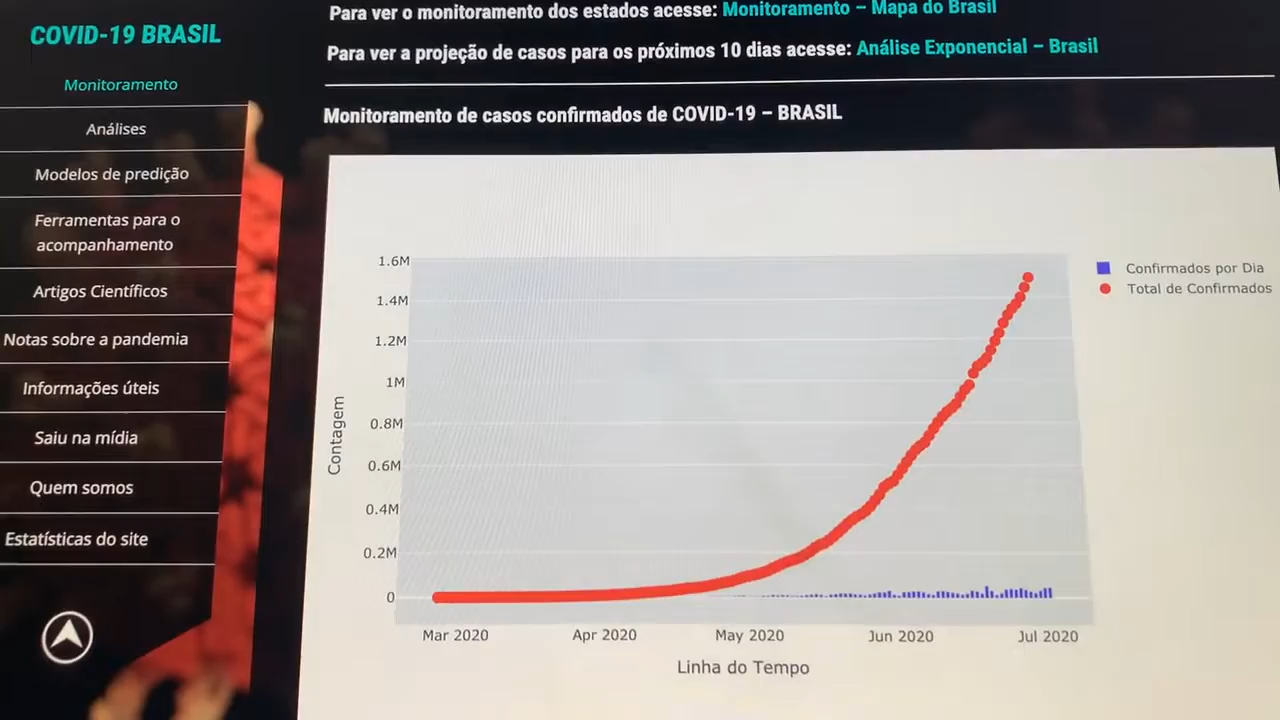 COVID-19 BRASIL
Monitoramento
Análises
Modelos de predição
Ferramentas para o
acompanhamento
Artigos Científicos
Notas sobre a pandemia
Informações úteis
Saiu na mídia
Quem somos
Estatísticas do site
Para ver o monitoramento dos estados acesse: Monitoramento – Mapa do Brasil
Para ver a projeção de casos para os próximos 10 dias acesse: Análise Exponencial – Brasil
Monitoramento de casos confirmados de COVID-19 – BRASIL
Confirmados por Dia
Total de Confirmados
Contagem
1.6M
1.4M
1.2M
1M
0.8M
0.6M
0.4M
0.2M
0
Mar 2020 Apr 2020 May 2020 Jun 2020 Jul 2020
Linha do Tempo